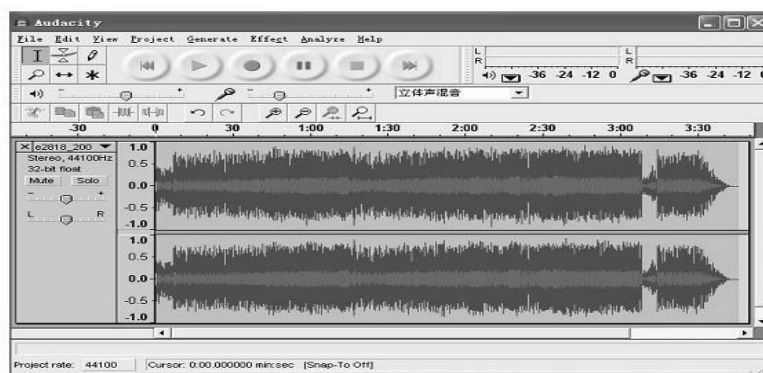 Audacity
File Edit View Project Generate Effect Analyze Help
L
R
-36 -24 -12 0
L
R
-36 -24 -12 0
立体声混音
-30 0 30 1:00 1:30 2:00 2:30 3:00 3:30
e2818_200
Stereo, 44100Hz
32-bit float
Mute Solo
- +
L R
1.0
0.5
0.0
-0.5
-1.0
1.0
0.5
0.0
-0.5
-1.0
Project rate: 44100 Cursor: 0:00.000000 min:sec [Snap-To Off]